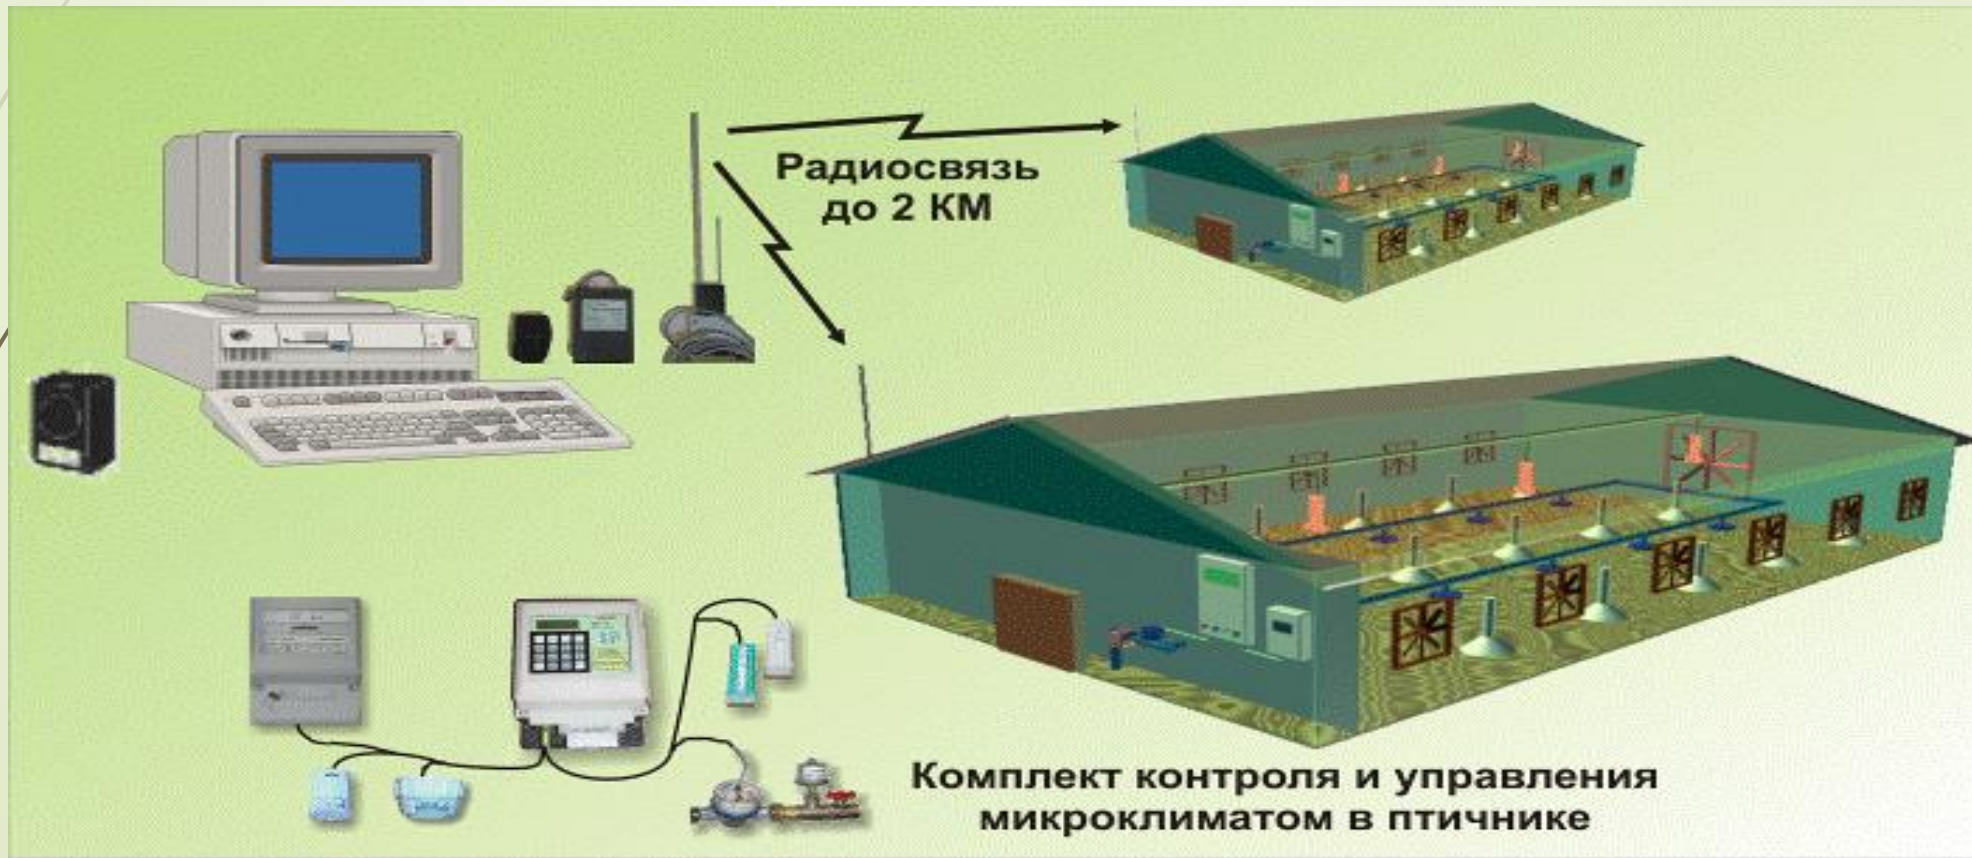 Радиосвязь
до 2 КМ
Комплект контроля и управления
микроклиматом в птичнике